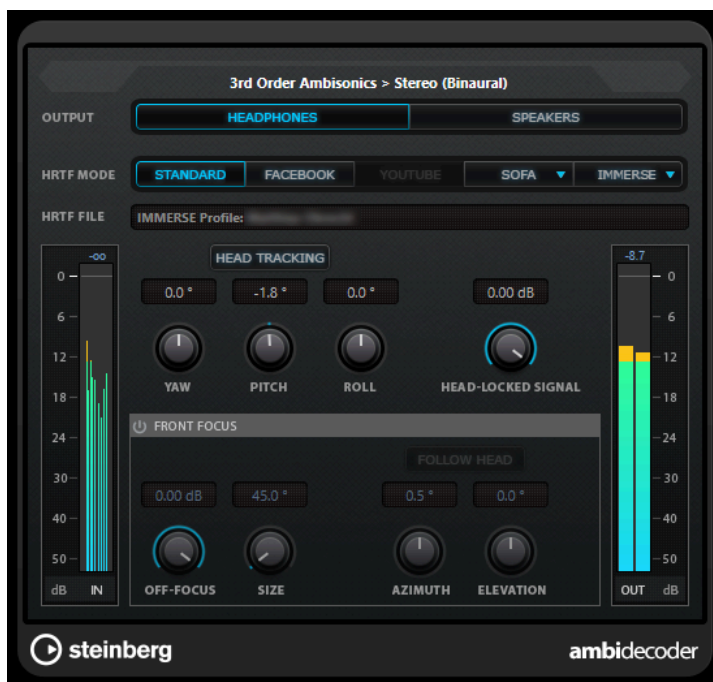 3rd Order Ambisonics > Stereo (Binaural)
OUTPUT HEADPHONES SPEAKERS
HRTF MODE STANDARD FACEBOOK YOUTUBE SOFA IMMERSE
HRTF FILE IMMERSE Profile:
-∞ HEAD TRACKING -8.7
0 0.0 ° -1.8 ° 0.0 ° 0.00 dB 0
6 6
12 12
YAW PITCH ROLL HEAD-LOCKED SIGNAL
18 18
FRONT FOCUS
24 24
FOLLOW HEAD
30 0.00 dB 45.0 ° 0.5 ° 0.0 ° 30
40 40
50 50
dB IN OFF-FOCUS SIZE AZIMUTH ELEVATION OUT dB
steinberg ambidecoder